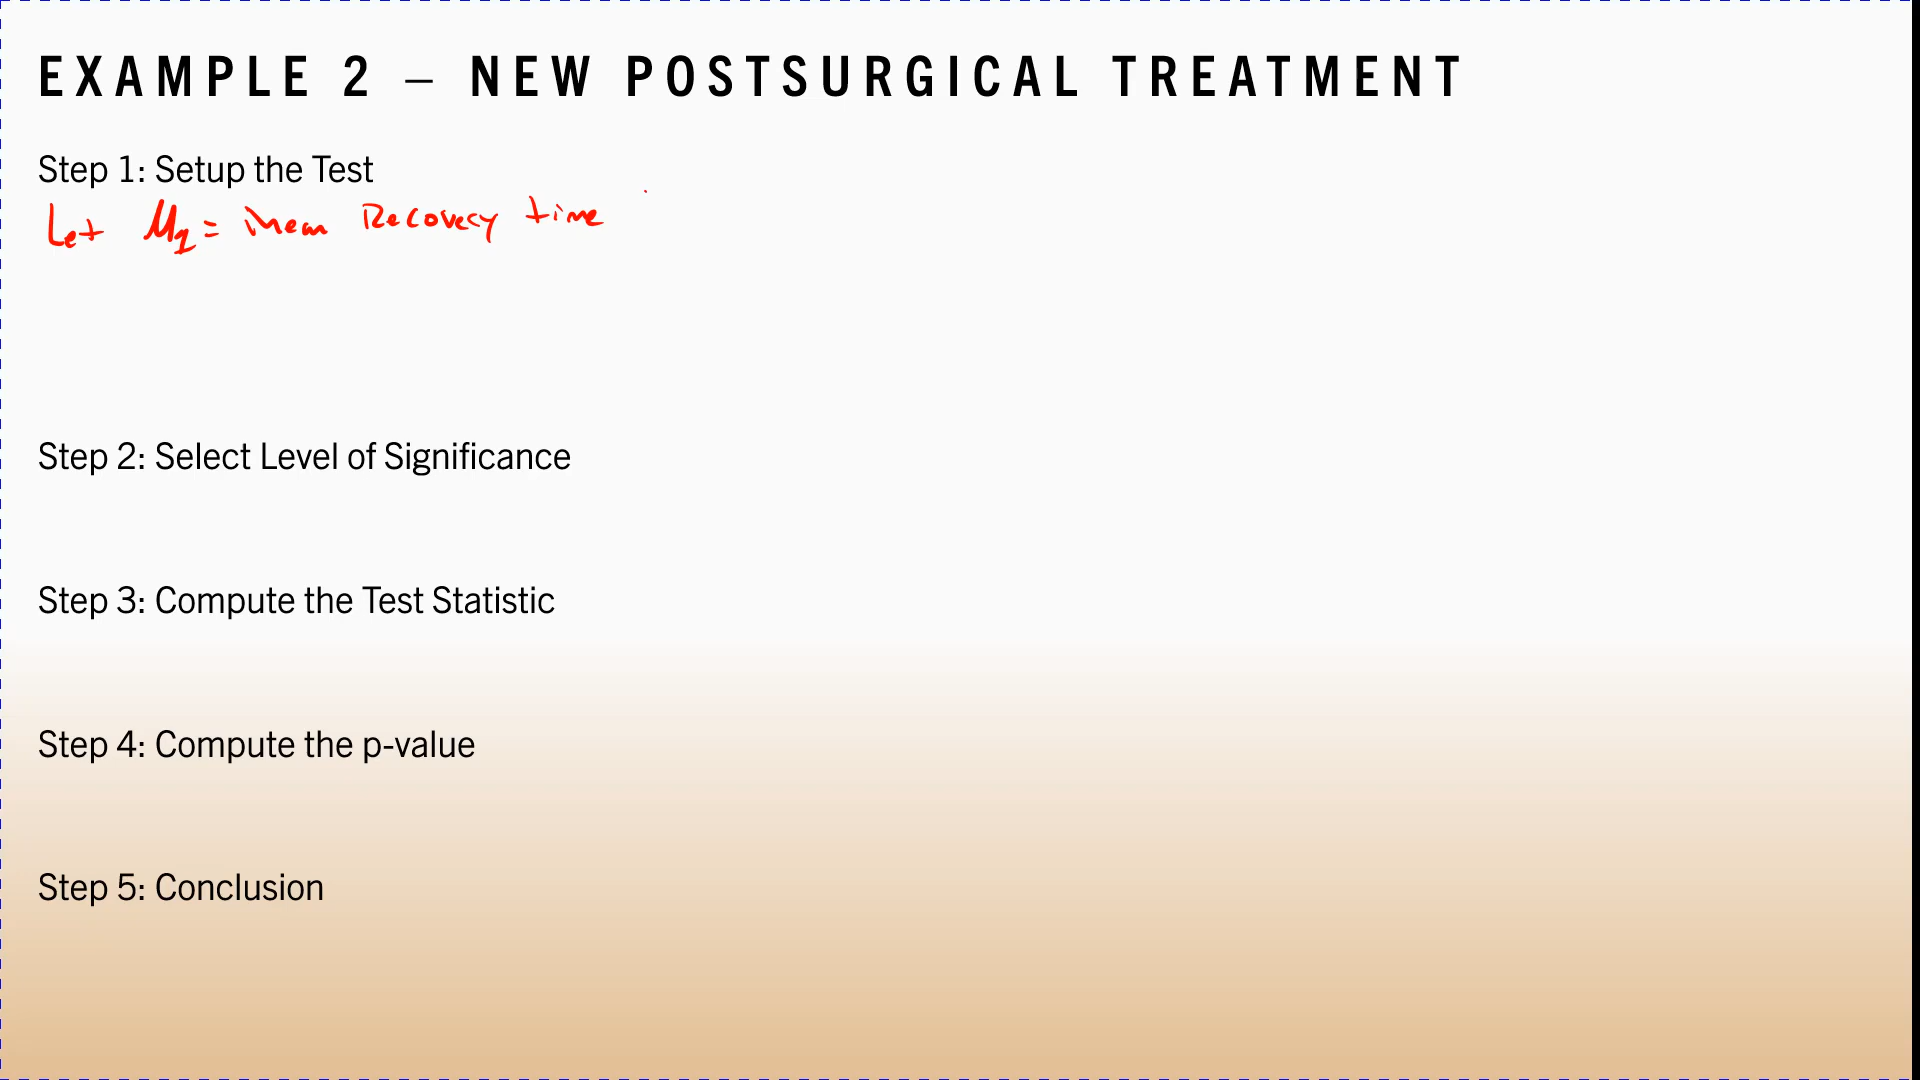 EXAMPLE 2 – NEW POSTSURGICAL TREATMENT
Step 1: Setup the Test
Let μ₁ = Mean Recovery time
Step 2: Select Level of Significance
Step 3: Compute the Test Statistic
Step 4: Compute the p-value
Step 5: Conclusion